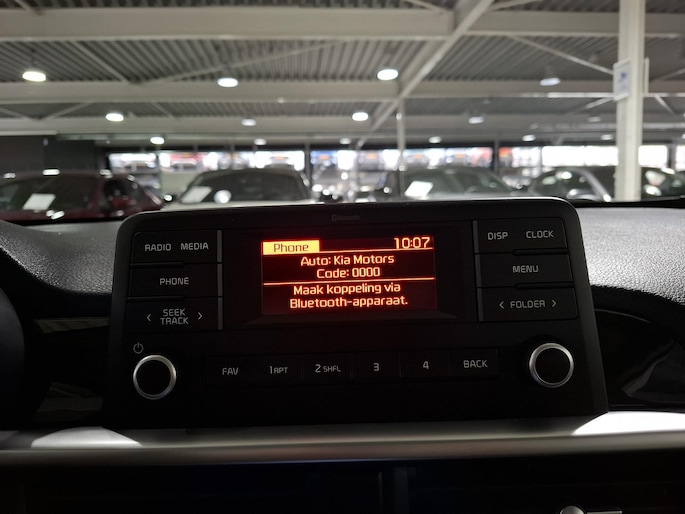 Bluetooth
RADIO MEDIA
PHONE
SEEK
TRACK
Phone 10:07
Auto: Kia Motors
Code: 0000
Maak koppeling via
Bluetooth-apparaat.
DISP CLOCK
MENU
FOLDER
FAV 1 RPT 2 SHFL 3 4 BACK